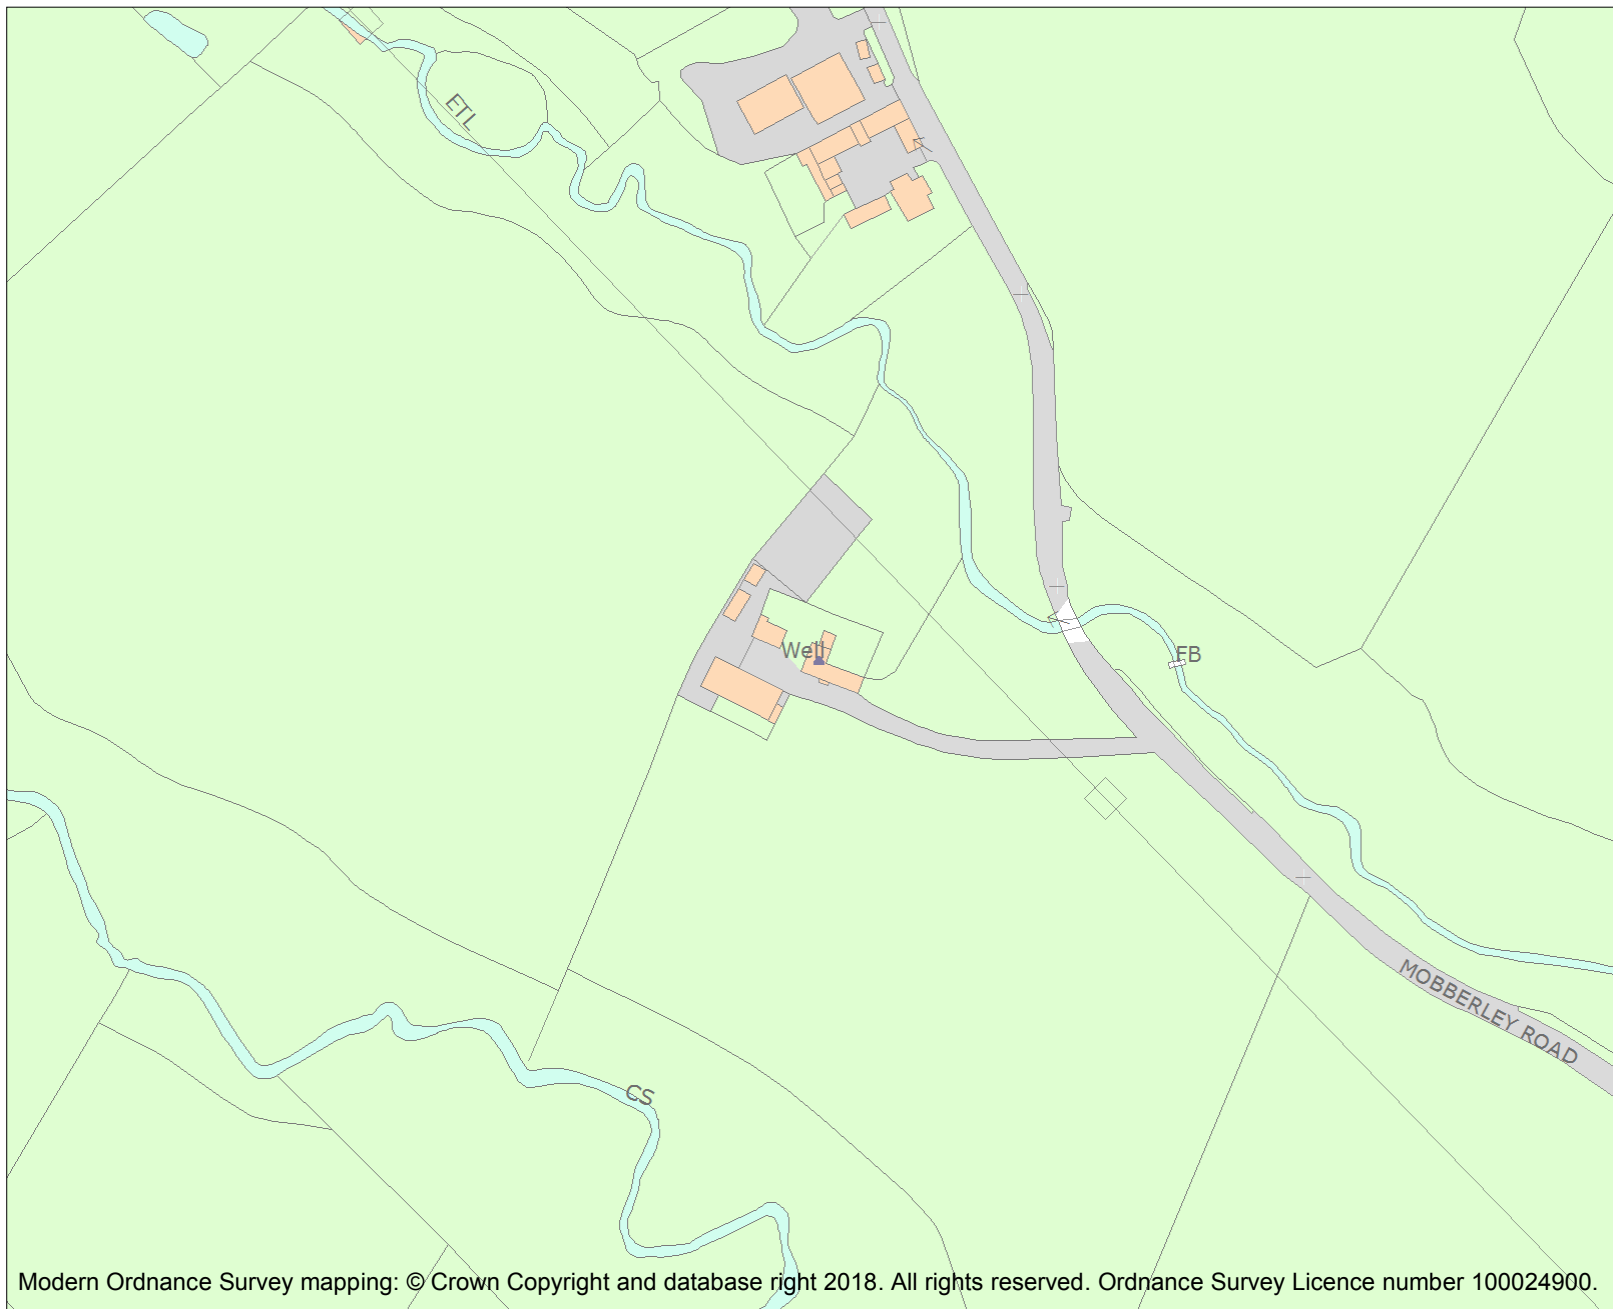 ETL
Well
FB
MOBBERLEY ROAD
CS
Modern Ordnance Survey mapping: © Crown Copyright and database right 2018. All rights reserved. Ordnance Survey Licence number 100024900.